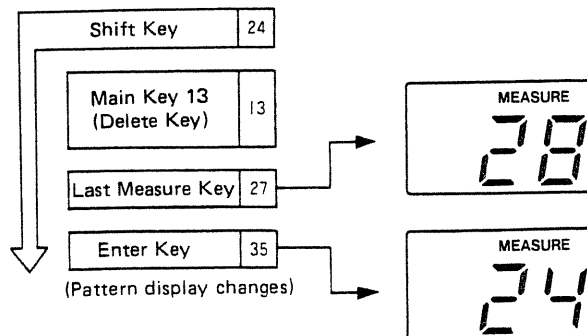 Shift Key 24
Main Key 13
(Delete Key) 13
Last Measure Key 27
Enter Key 35
(Pattern display changes)
MEASURE
28
MEASURE
24